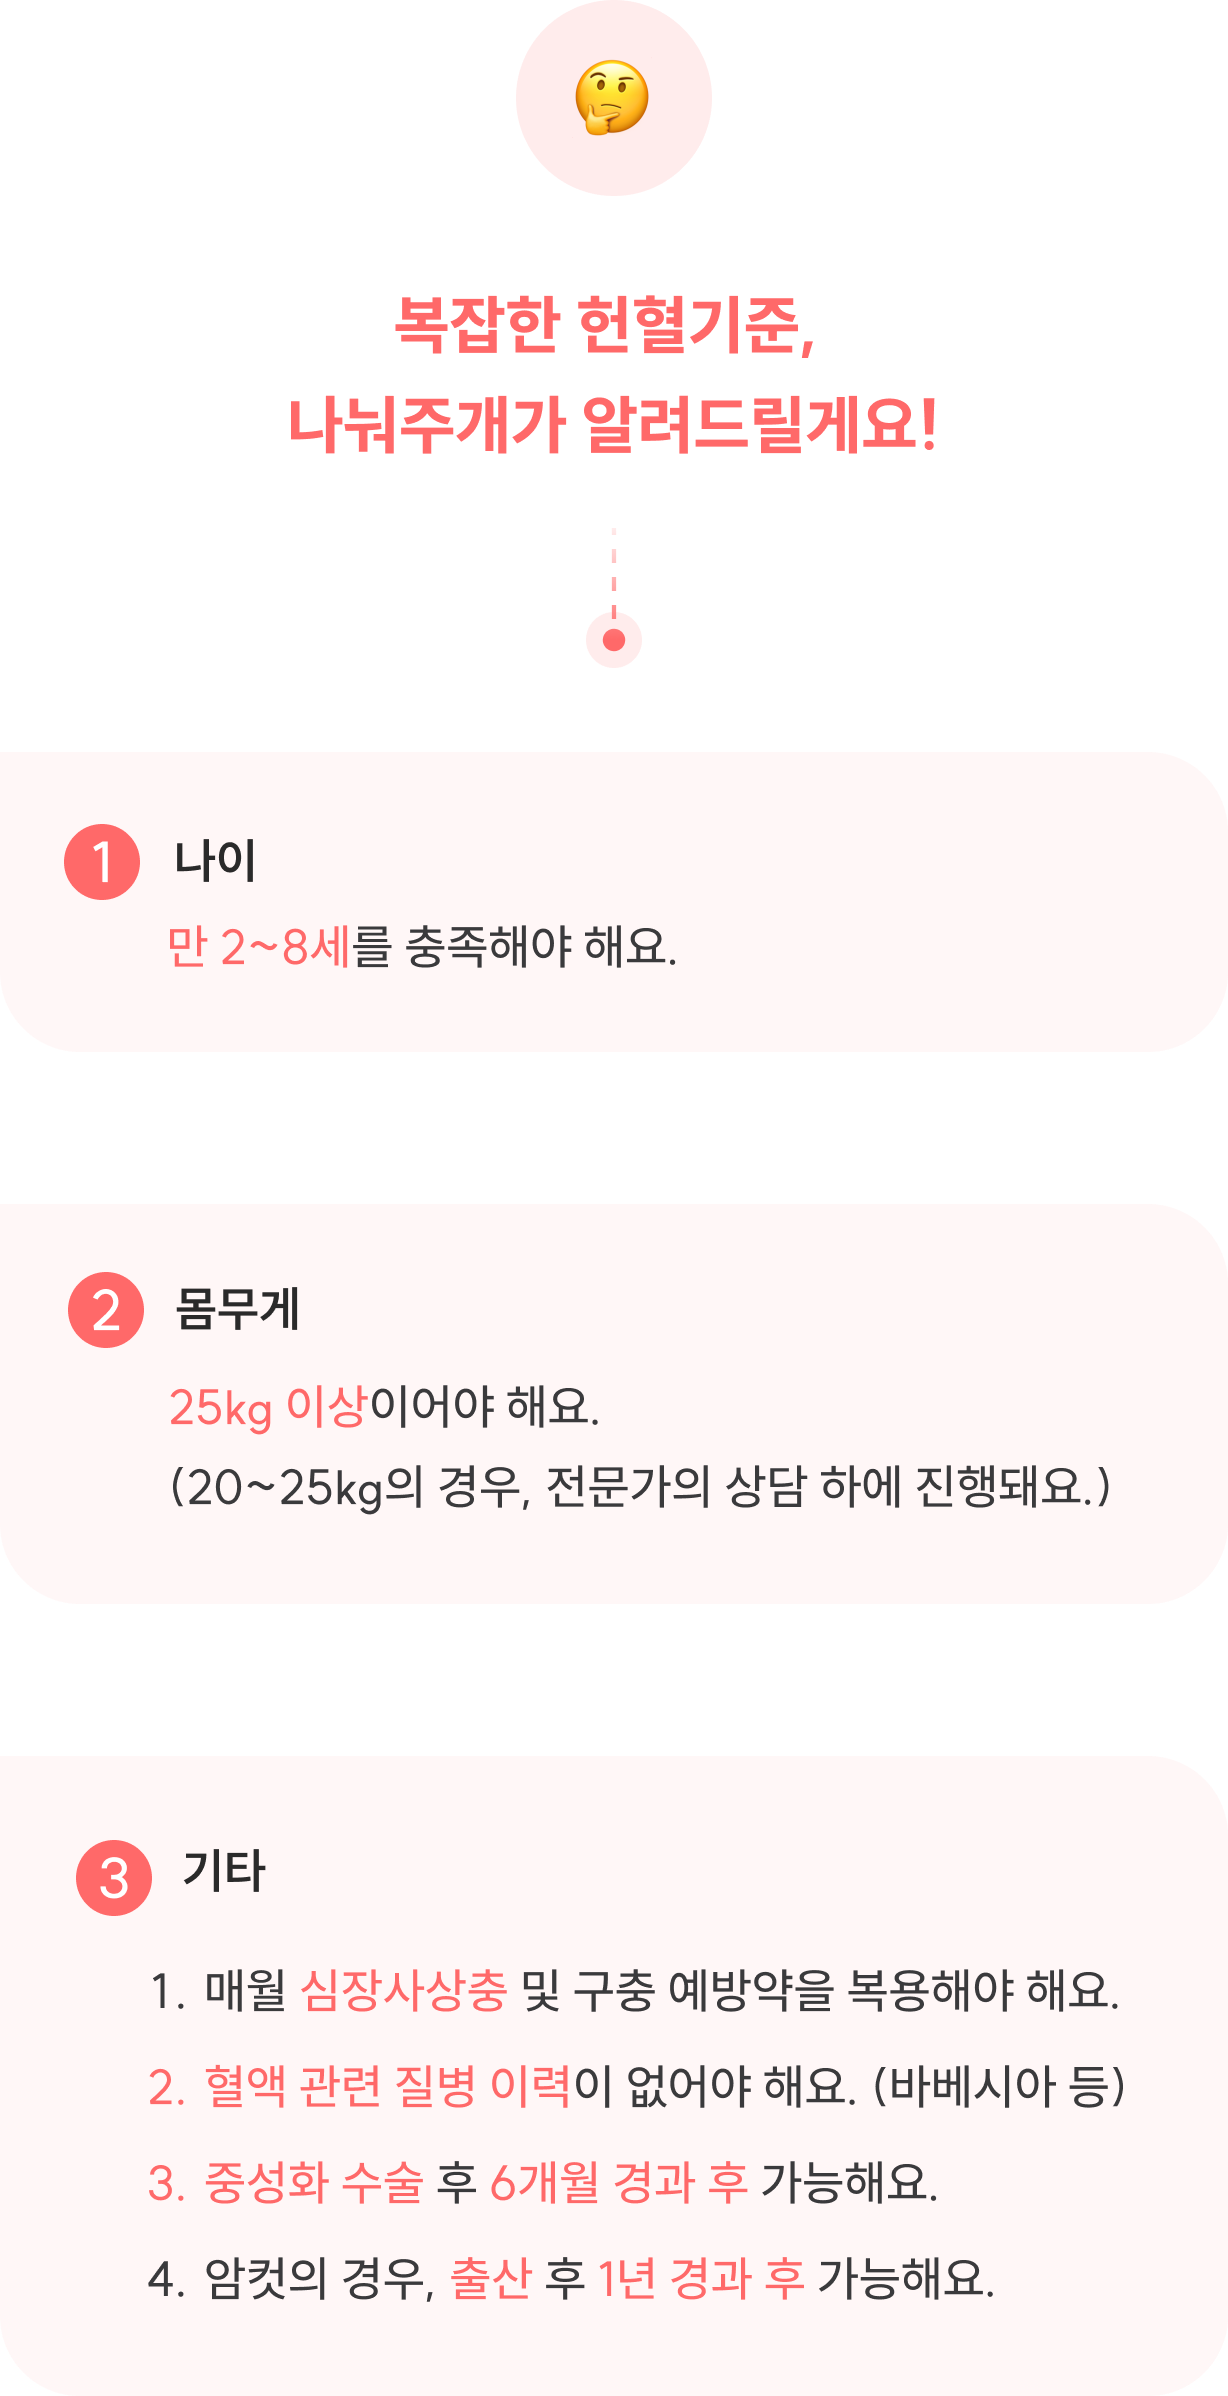 복잡한 헌혈기준,
나눠주개가 알려드릴게요!
1 나이
만 2~8세를 충족해야 해요.
2 몸무게
25kg 이상이어야 해요.
(20~25kg의 경우, 전문가의 상담 하에 진행돼요.)
3 기타
1. 매월 심장사상충 및 구충 예방약을 복용해야 해요.
2. 혈액 관련 질병 이력이 없어야 해요. (바베시아 등)
3. 중성화 수술 후 6개월 경과 후 가능해요.
4. 암컷의 경우, 출산 후 1년 경과 후 가능해요.